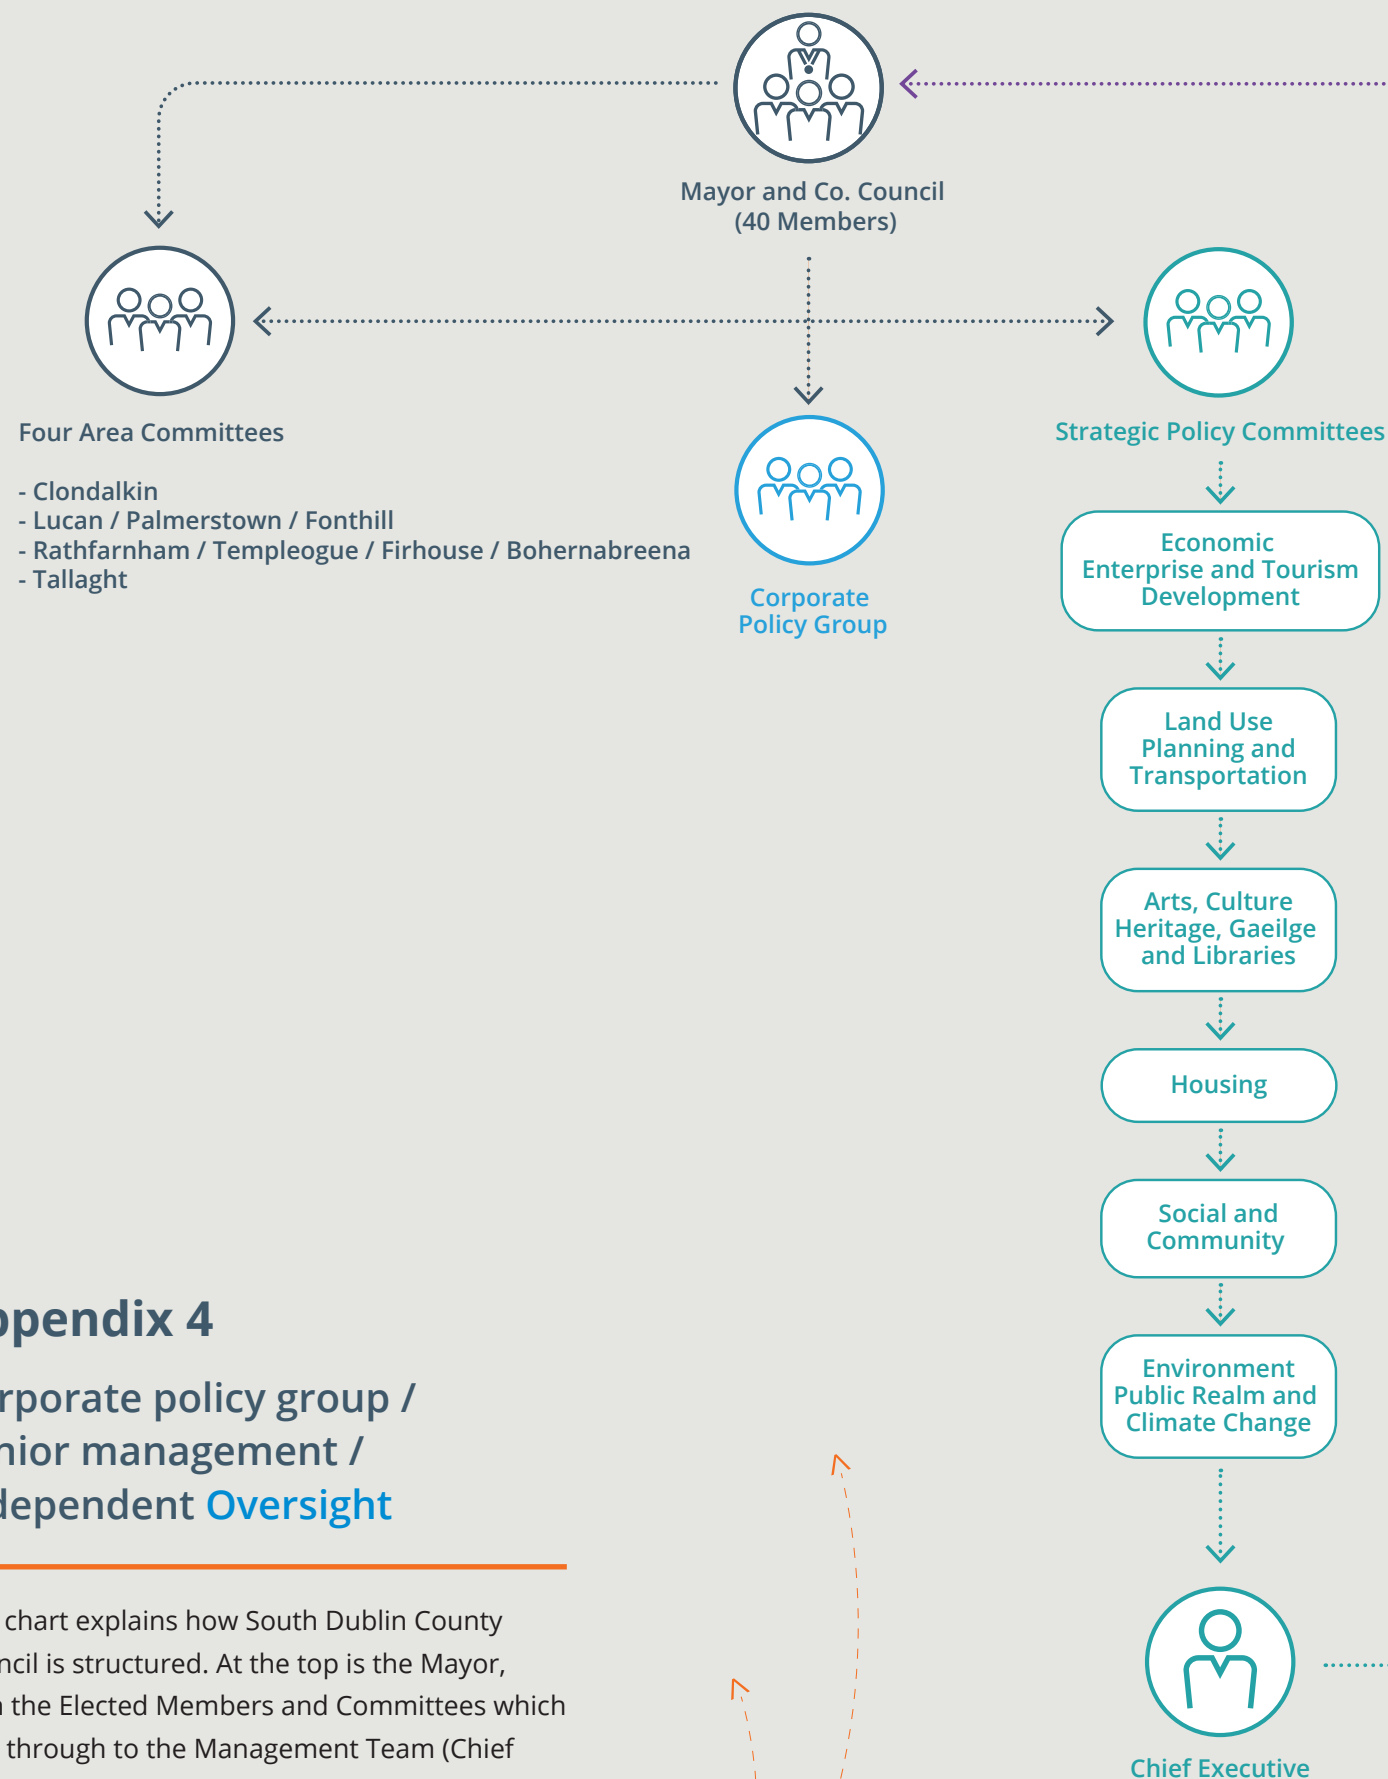 Mayor and Co. Council
(40 Members)
Four Area Committees
- Clondalkin
- Lucan / Palmerstown / Fonthill
- Rathfarnham / Templeogue / Firhouse / Bohernabreena
- Tallaght
Corporate
Policy Group
Strategic Policy Committees
Economic
Enterprise and Tourism
Development
Land Use
Planning and
Transportation
Arts, Culture
Heritage, Gaeilge
and Libraries
Housing
Social and
Community
Environment
Public Realm and
Climate Change
Chief Executive
ppendix 4
rporate policy group /
nior management /
dependent Oversight
chart explains how South Dublin County
ncil is structured. At the top is the Mayor,
the Elected Members and Committees which
through to the Management Team (Chief